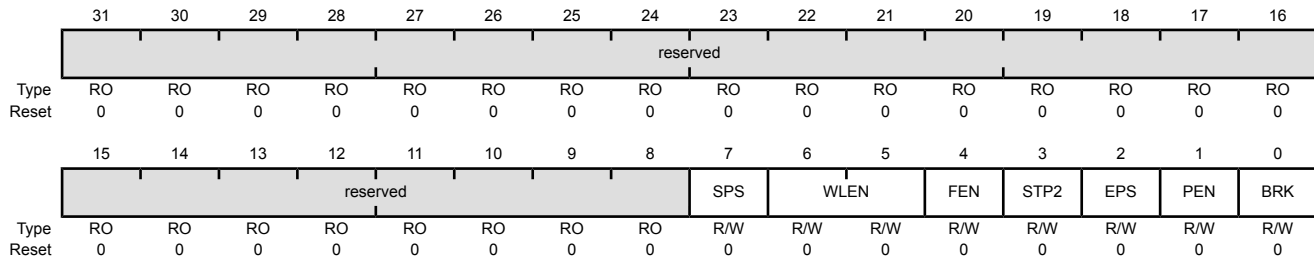 31 30 29 28 27 26 25 24 23 22 21 20 19 18 17 16
reserved
Type RO RO RO RO RO RO RO RO RO RO RO RO RO RO RO RO
Reset 0 0 0 0 0 0 0 0 0 0 0 0 0 0 0 0
15 14 13 12 11 10 9 8 7 6 5 4 3 2 1 0
reserved SPS WLEN FEN STP2 EPS PEN BRK
Type RO RO RO RO RO RO RO RO R/W R/W R/W R/W R/W R/W R/W R/W
Reset 0 0 0 0 0 0 0 0 0 0 0 0 0 0 0 0